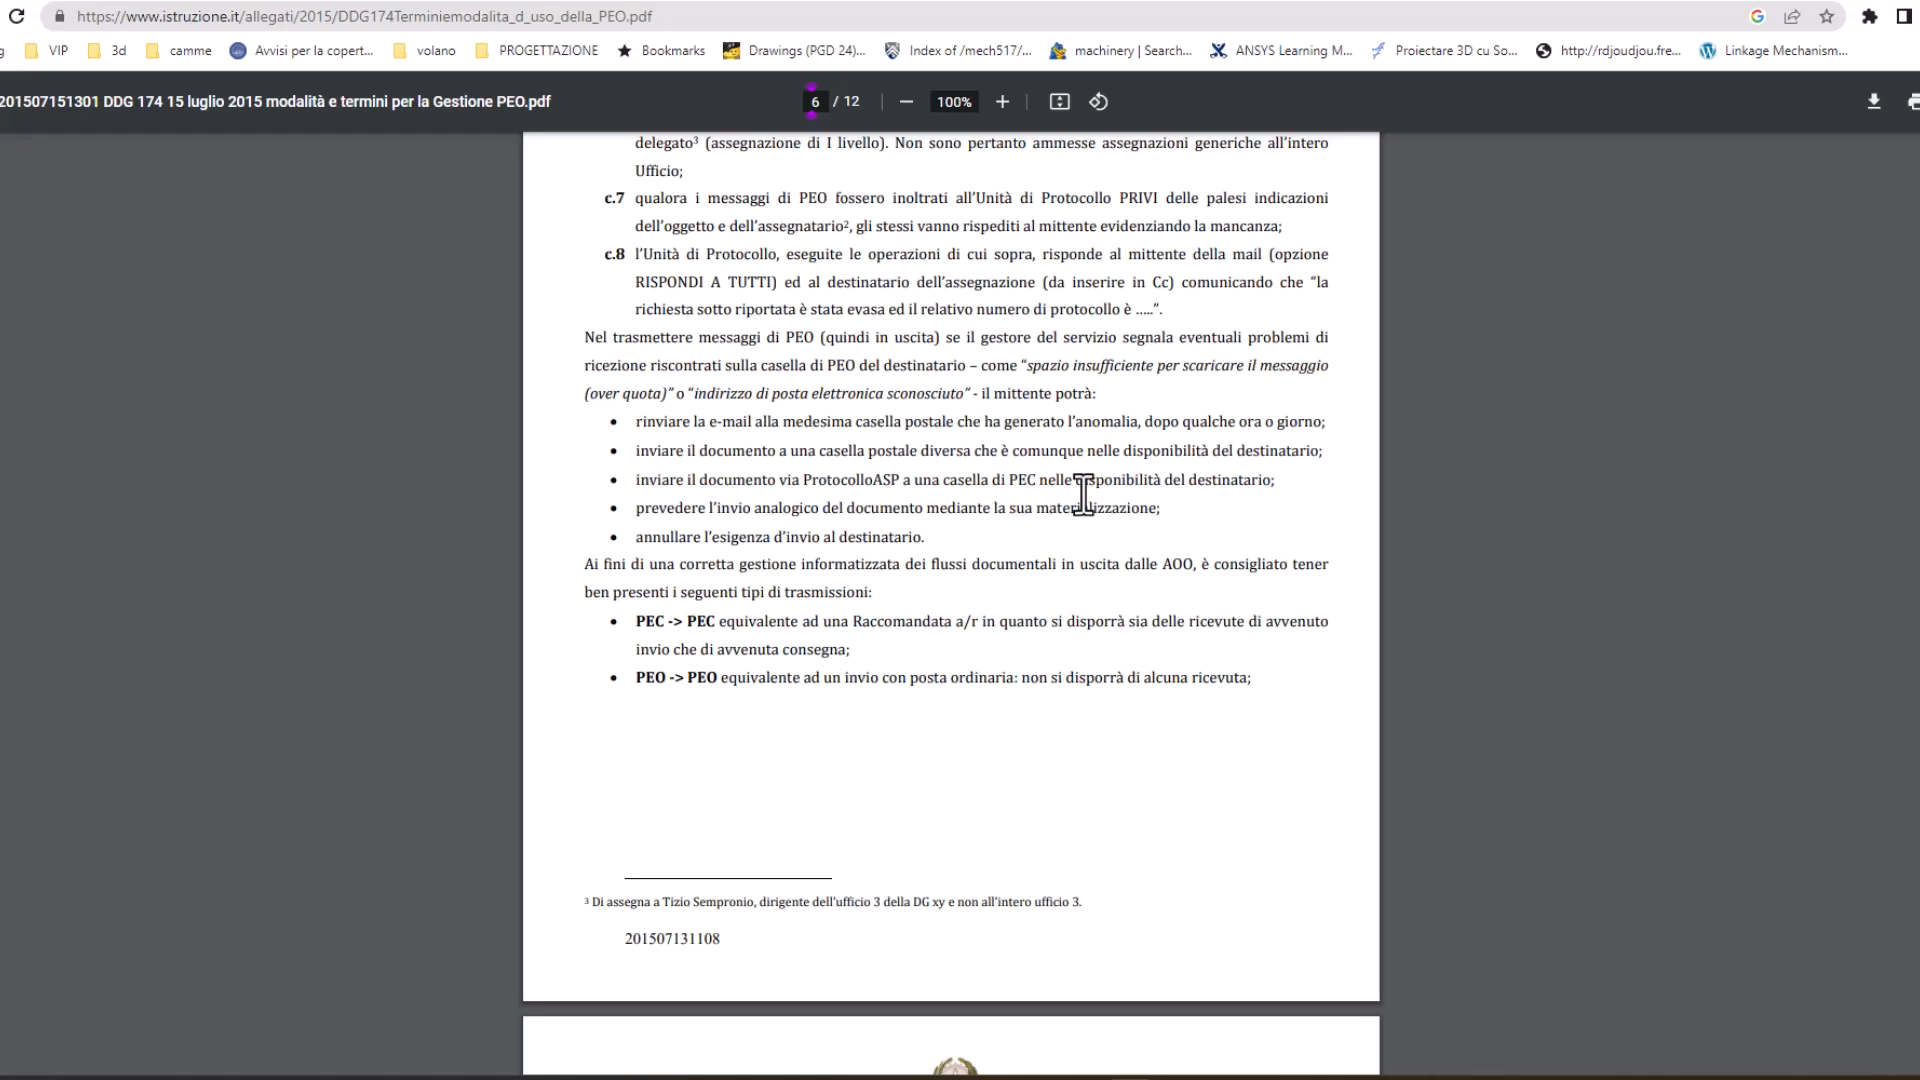 https://www.istruzione.it/allegati/2015/DDG174Terminiemodalita_d_uso_della_PEO.pdf
VIP 3d camme Avvisi per la copert... volano PROGETTAZIONE Bookmarks Drawings (PGD 24)... Index of /mech517/... machinery | Search... ANSYS Learning M... Proiectare 3D cu So... http://rdjoudjou.fre... Linkage Mechanism...
201507151301 DDG 174 15 luglio 2015 modalità e termini per la Gestione PEO.pdf 6 / 12 100%
delegato³ (assegnazione di I livello). Non sono pertanto ammesse assegnazioni generiche all’intero
Ufficio;
c.7 qualora i messaggi di PEO fossero inoltrati all’Unità di Protocollo PRIVI delle palesi indicazioni
dell’oggetto e dell’assegnatario², gli stessi vanno rispediti al mittente evidenziando la mancanza;
c.8 l’Unità di Protocollo, eseguite le operazioni di cui sopra, risponde al mittente della mail (opzione
RISPONDI A TUTTI) ed al destinatario dell’assegnazione (da inserire in Cc) comunicando che “la
richiesta sotto riportata è stata evasa ed il relativo numero di protocollo è .....”.
Nel trasmettere messaggi di PEO (quindi in uscita) se il gestore del servizio segnala eventuali problemi di
ricezione riscontrati sulla casella di PEO del destinatario – come “spazio insufficiente per scaricare il messaggio
(over quota)” o “indirizzo di posta elettronica sconosciuto” - il mittente potrà:
• rinviare la e-mail alla medesima casella postale che ha generato l’anomalia, dopo qualche ora o giorno;
• inviare il documento a una casella postale diversa che è comunque nelle disponibilità del destinatario;
• inviare il documento via ProtocolloASP a una casella di PEC nelle disponibilità del destinatario;
• prevedere l’invio analogico del documento mediante la sua materializzazione;
• annullare l’esigenza d’invio al destinatario.
Ai fini di una corretta gestione informatizzata dei flussi documentali in uscita dalle AOO, è consigliato tener
ben presenti i seguenti tipi di trasmissioni:
• PEC -> PEC equivalente ad una Raccomandata a/r in quanto si disporrà sia delle ricevute di avvenuto
invio che di avvenuta consegna;
• PEO -> PEO equivalente ad un invio con posta ordinaria: non si disporrà di alcuna ricevuta;
³ Di assegna a Tizio Sempronio, dirigente dell’ufficio 3 della DG xy e non all’intero ufficio 3.
201507131108